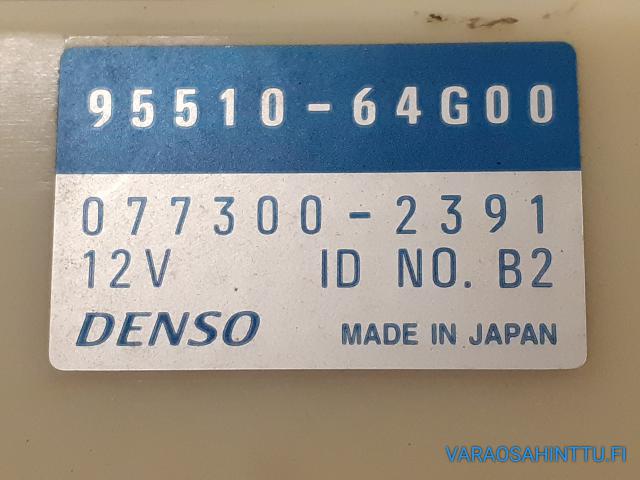 95510-64G00
077300-2391
12V ID NO. B2
DENSO MADE IN JAPAN
VARAOSAHINTTU.FI